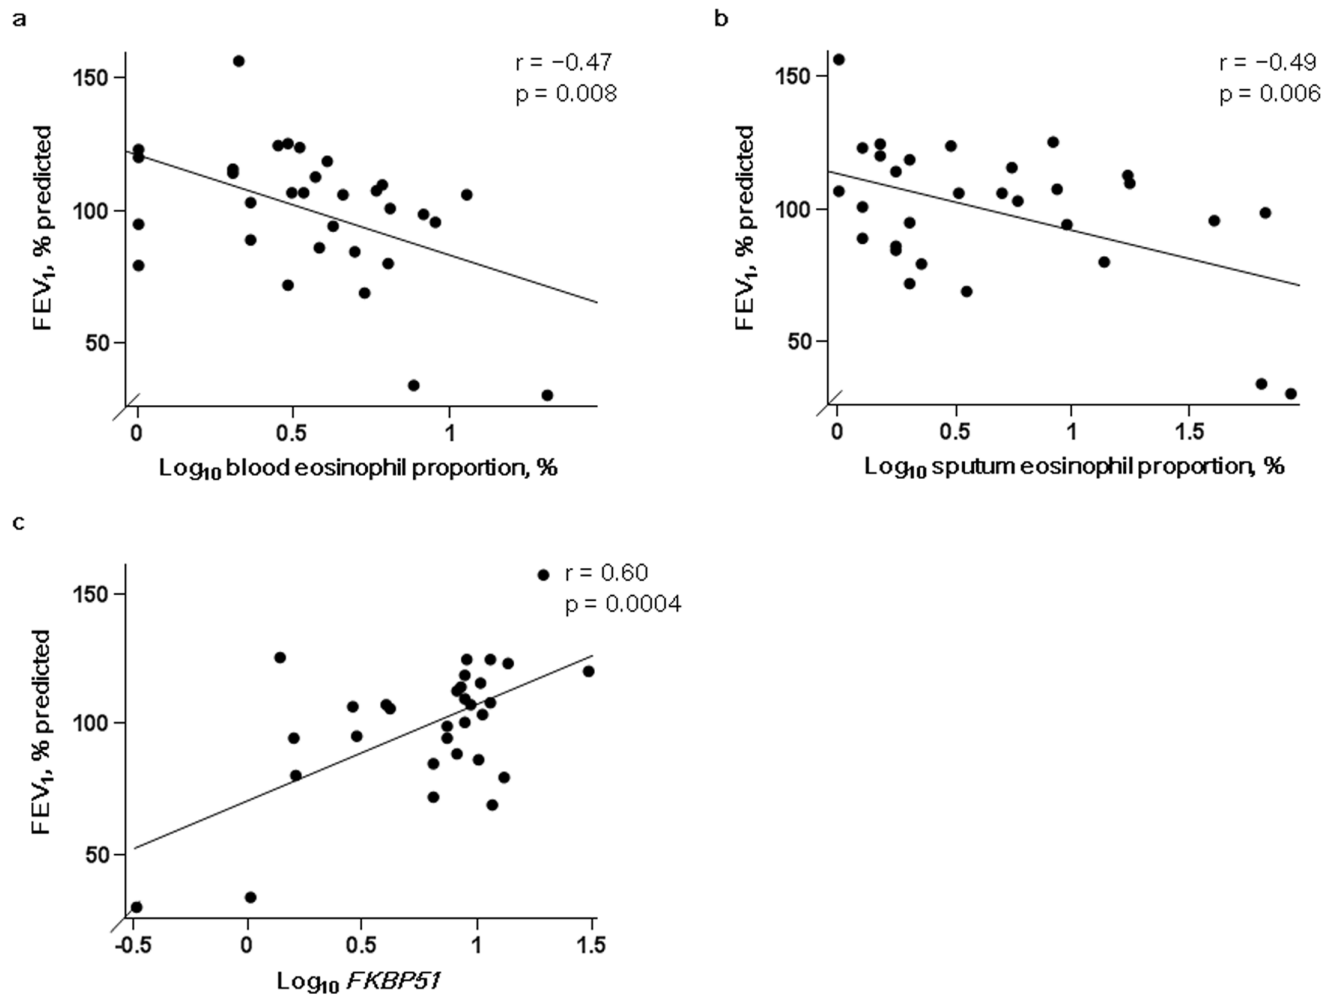 a
r = −0.47
p = 0.008
150
100
50
FEV1, % predicted
0
0.5
1
Log10 blood eosinophil proportion, %
b
r = −0.49
p = 0.006
150
100
50
FEV1, % predicted
0
0.5
1
1.5
Log10 sputum eosinophil proportion, %
c
r = 0.60
p = 0.0004
150
100
50
FEV1, % predicted
-0.5
0
0.5
1
1.5
Log10 FKBP51